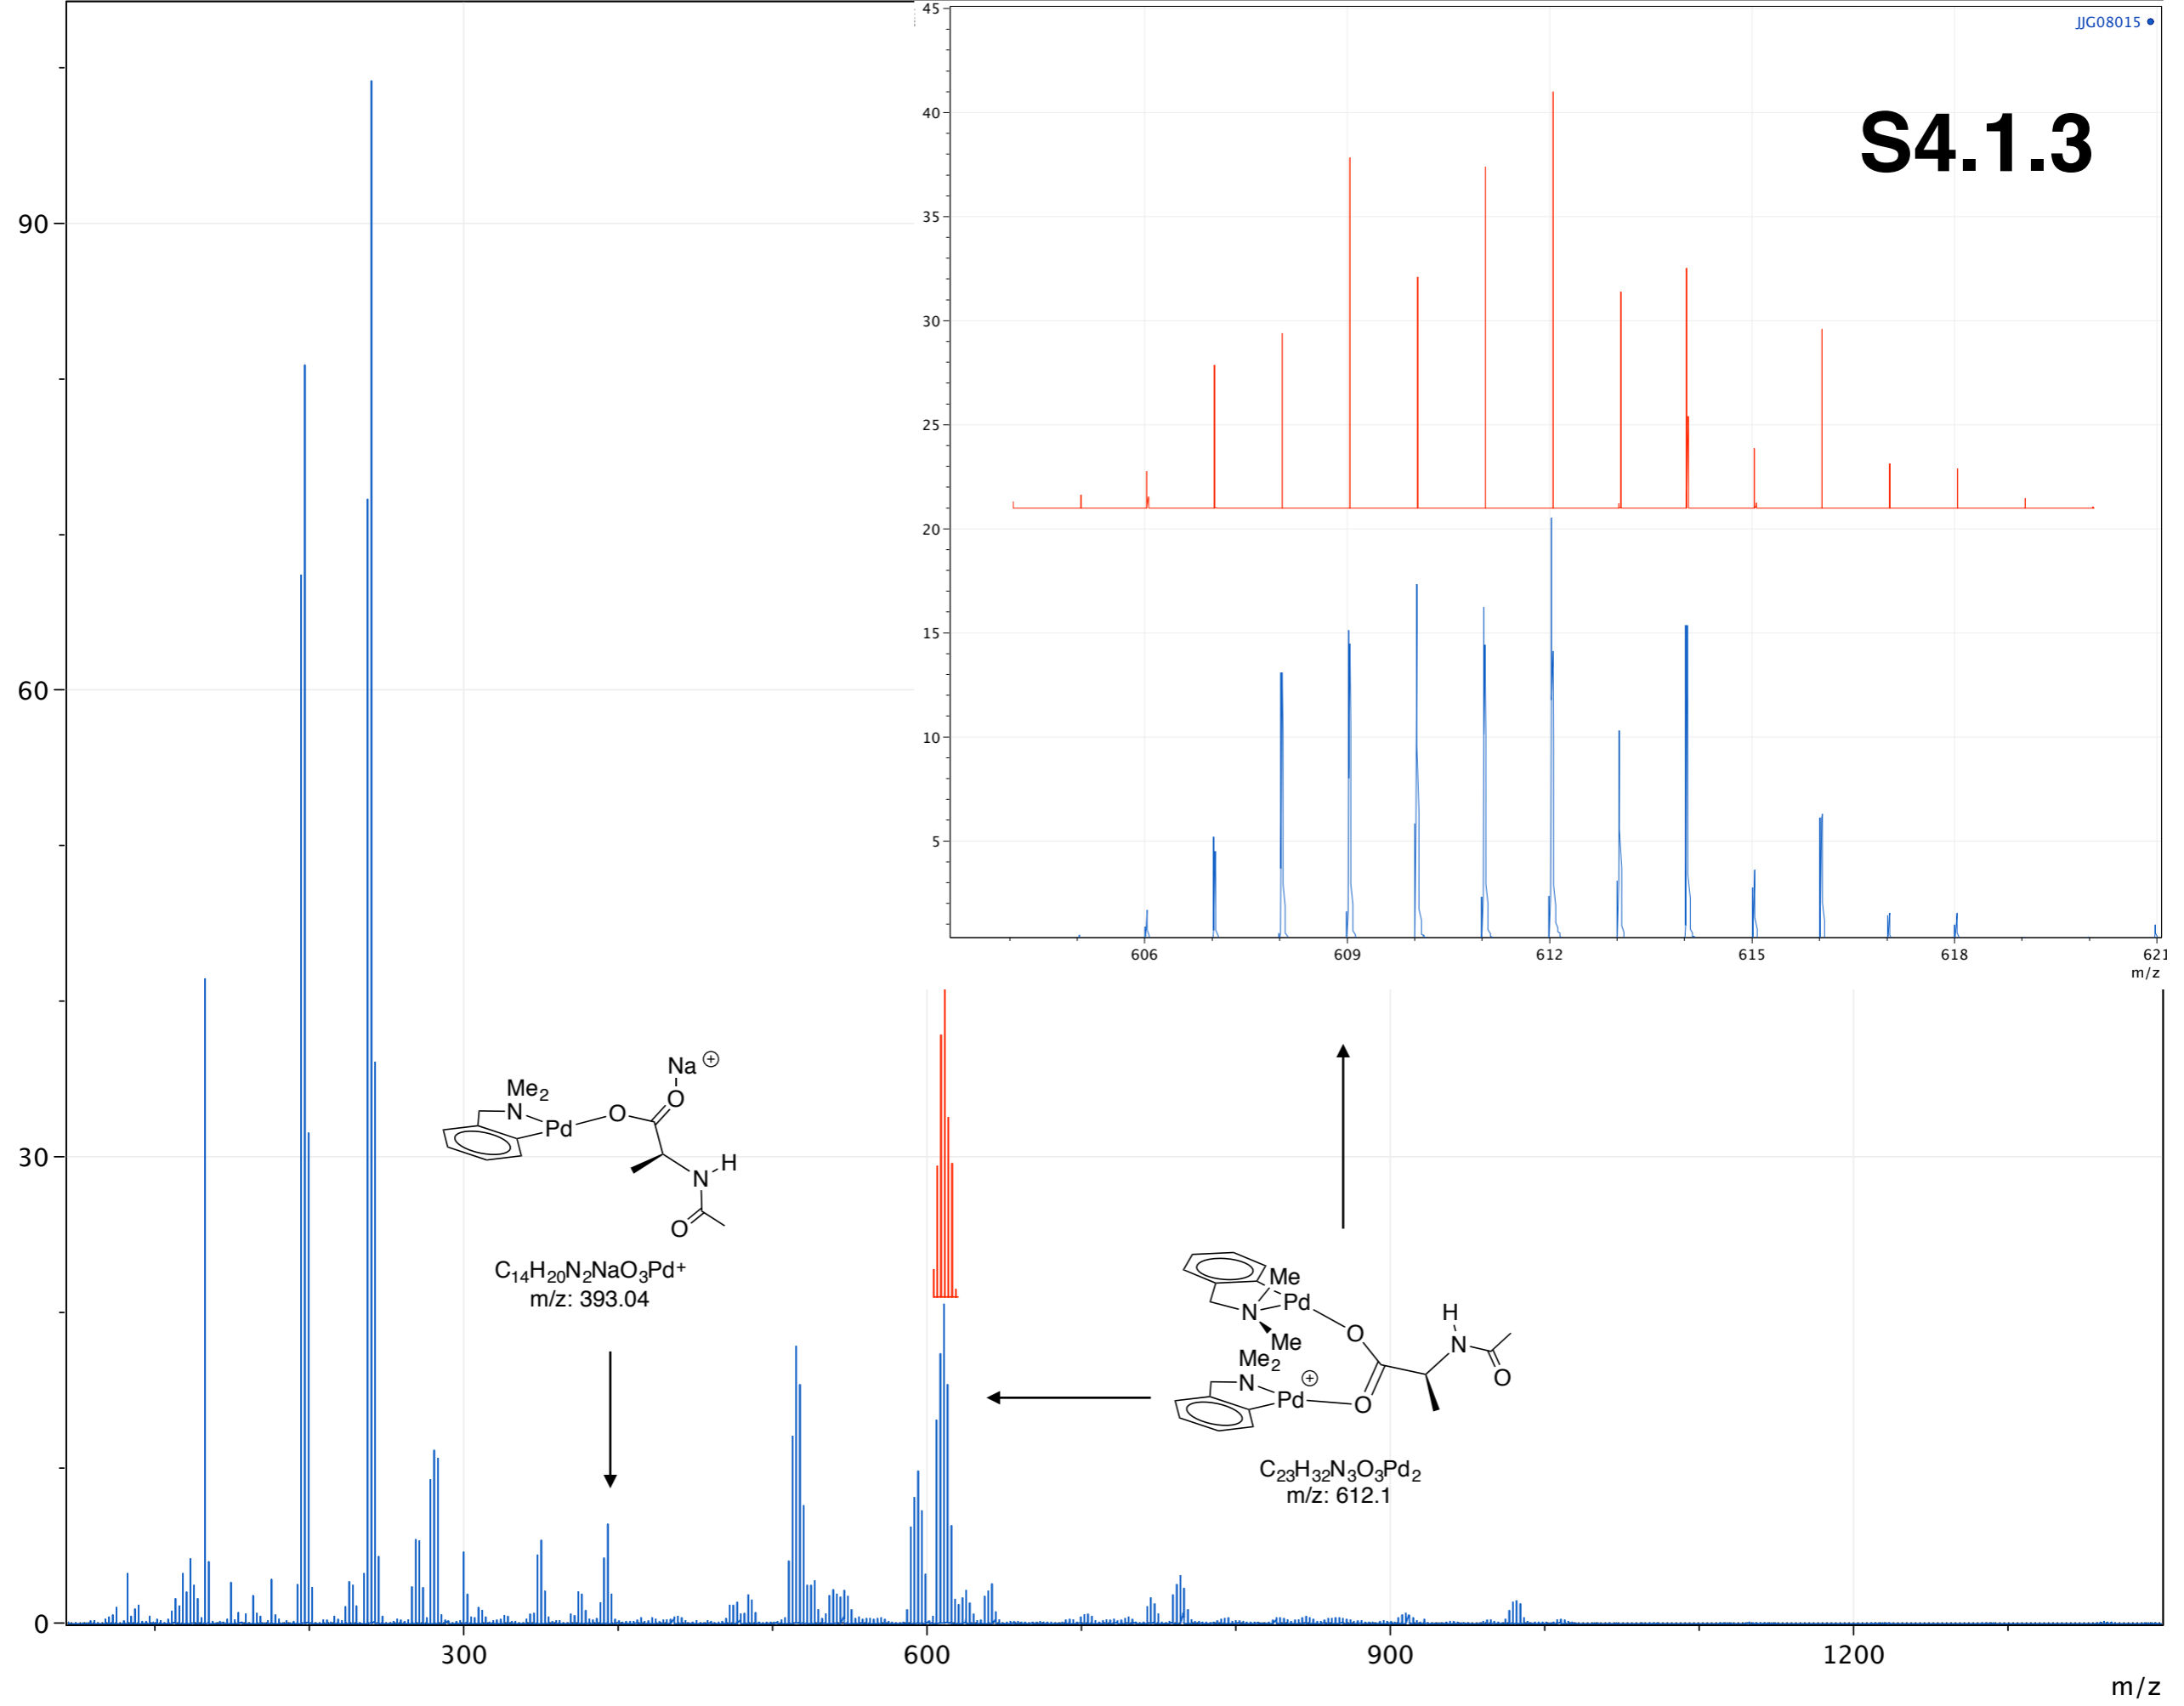 45
JJG08015
S4.1.3
40
35
30
25
20
15
10
5
606 609 612 615 618 621
m/z
90
60
30
0
Na ⊕
O
Me2
N
Pd
O
N
H
O
C14H20N2NaO3Pd+
m/z: 393.04
Me
Pd
N
Me
O
H
N
O
Me2
N
⊕
Pd
O
C23H32N3O3Pd2
m/z: 612.1
300 600 900 1200
m/z